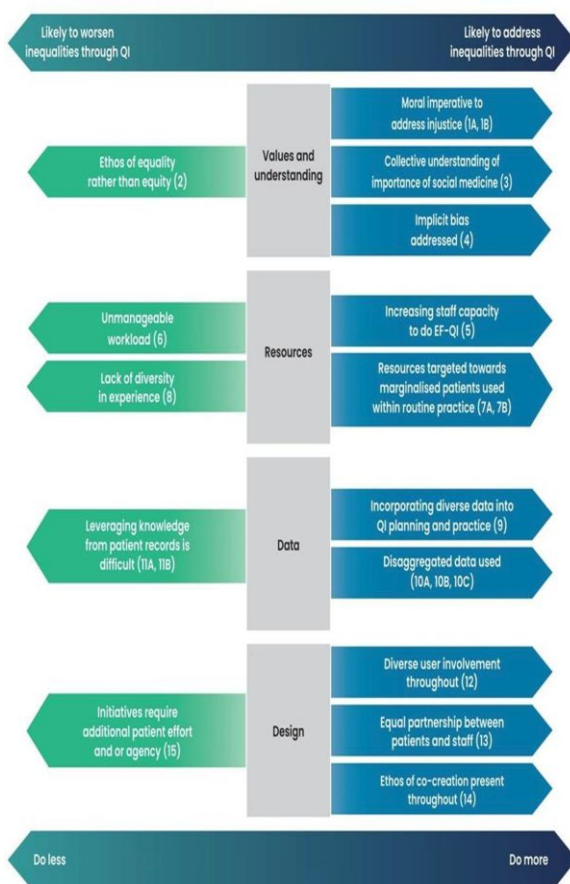 Likely to worsen
inequalities through QI
Likely to address
inequalities through QI
Values and
understanding
Ethos of equality
rather than equity (2)
Moral imperative to
address injustice (1A, 1B)
Collective understanding of
importance of social medicine (3)
Implicit bias
addressed (4)
Resources
Unmanageable
workload (6)
Lack of diversity
in experience (8)
Increasing staff capacity
to do EF-QI (5)
Resources targeted towards
marginalised patients used
within routine practice (7A, 7B)
Data
Leveraging knowledge
from patient records is
difficult (11A, 11B)
Incorporating diverse data into
QI planning and practice (9)
Disaggregated data used
(10A, 10B, 10C)
Design
Initiatives require
additional patient effort
and or agency (15)
Diverse user involvement
throughout (12)
Equal partnership between
patients and staff (13)
Ethos of co-creation present
throughout (14)
Do less
Do more